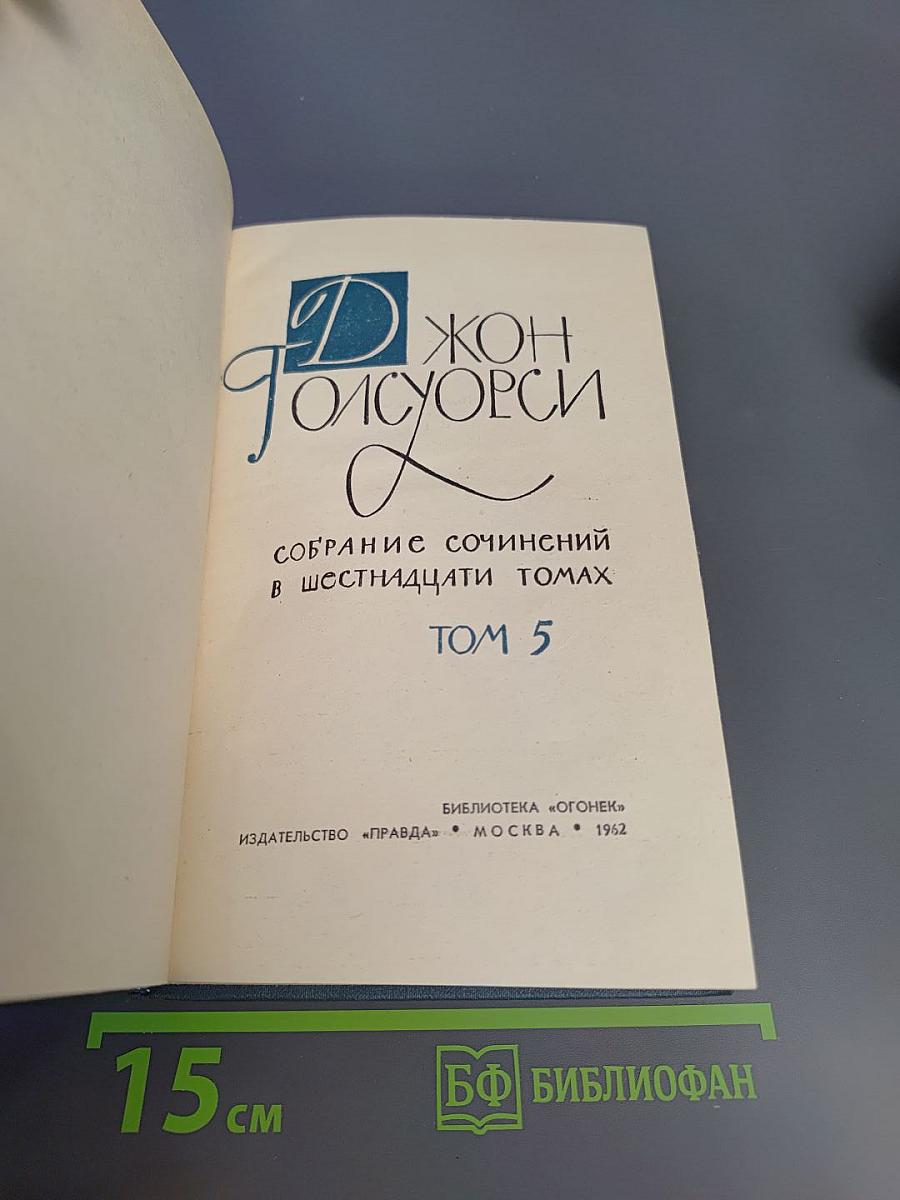 ДЖОН
ГОЛСУОРСИ
СОБРАНИЕ СОЧИНЕНИЙ
В ШЕСТНАДЦАТИ ТОМАХ
ТОМ 5
БИБЛИОТЕКА «ОГОНЕК»
ИЗДАТЕЛЬСТВО «ПРАВДА» • МОСКВА • 1962
15 см
БФ БИБЛИОФАН